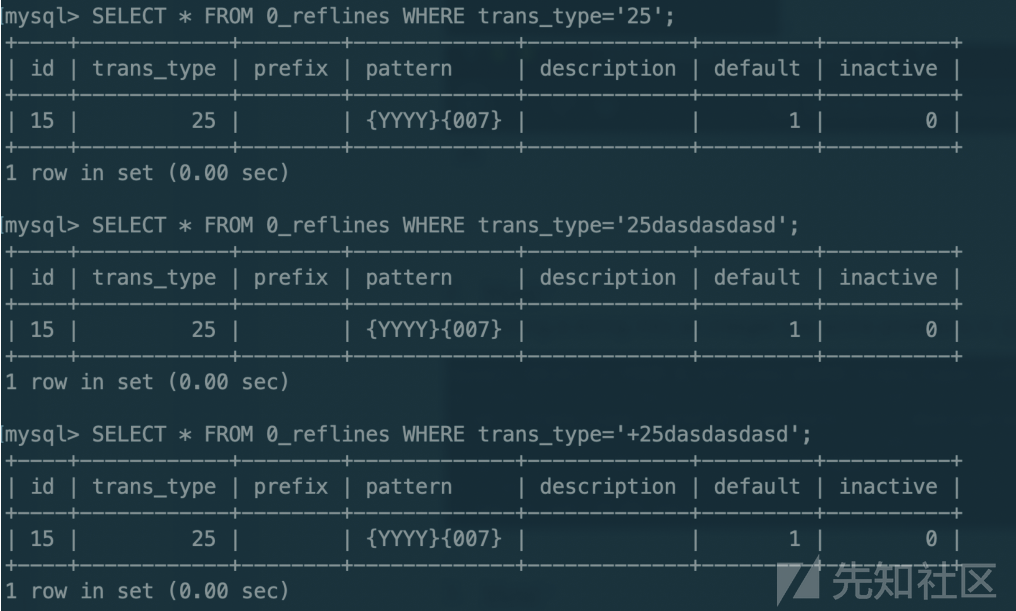 mysql> SELECT * FROM 0_reflines WHERE trans_type='25';
+----+------------+--------+-------------+-------------+---------+----------+
| id | trans_type | prefix | pattern     | description | default | inactive |
+----+------------+--------+-------------+-------------+---------+----------+
| 15 |         25 |        | {YYYY}{007} |             |       1 |        0 |
+----+------------+--------+-------------+-------------+---------+----------+
1 row in set (0.00 sec)
mysql> SELECT * FROM 0_reflines WHERE trans_type='25dasdasdasd';
+----+------------+--------+-------------+-------------+---------+----------+
| id | trans_type | prefix | pattern     | description | default | inactive |
+----+------------+--------+-------------+-------------+---------+----------+
| 15 |         25 |        | {YYYY}{007} |             |       1 |        0 |
+----+------------+--------+-------------+-------------+---------+----------+
1 row in set (0.00 sec)
mysql> SELECT * FROM 0_reflines WHERE trans_type='+25dasdasdasd';
+----+------------+--------+-------------+-------------+---------+----------+
| id | trans_type | prefix | pattern     | description | default | inactive |
+----+------------+--------+-------------+-------------+---------+----------+
| 15 |         25 |        | {YYYY}{007} |             |       1 |        0 |
+----+------------+--------+-------------+-------------+---------+----------+
1 row in set (0.00 sec)
先知社区